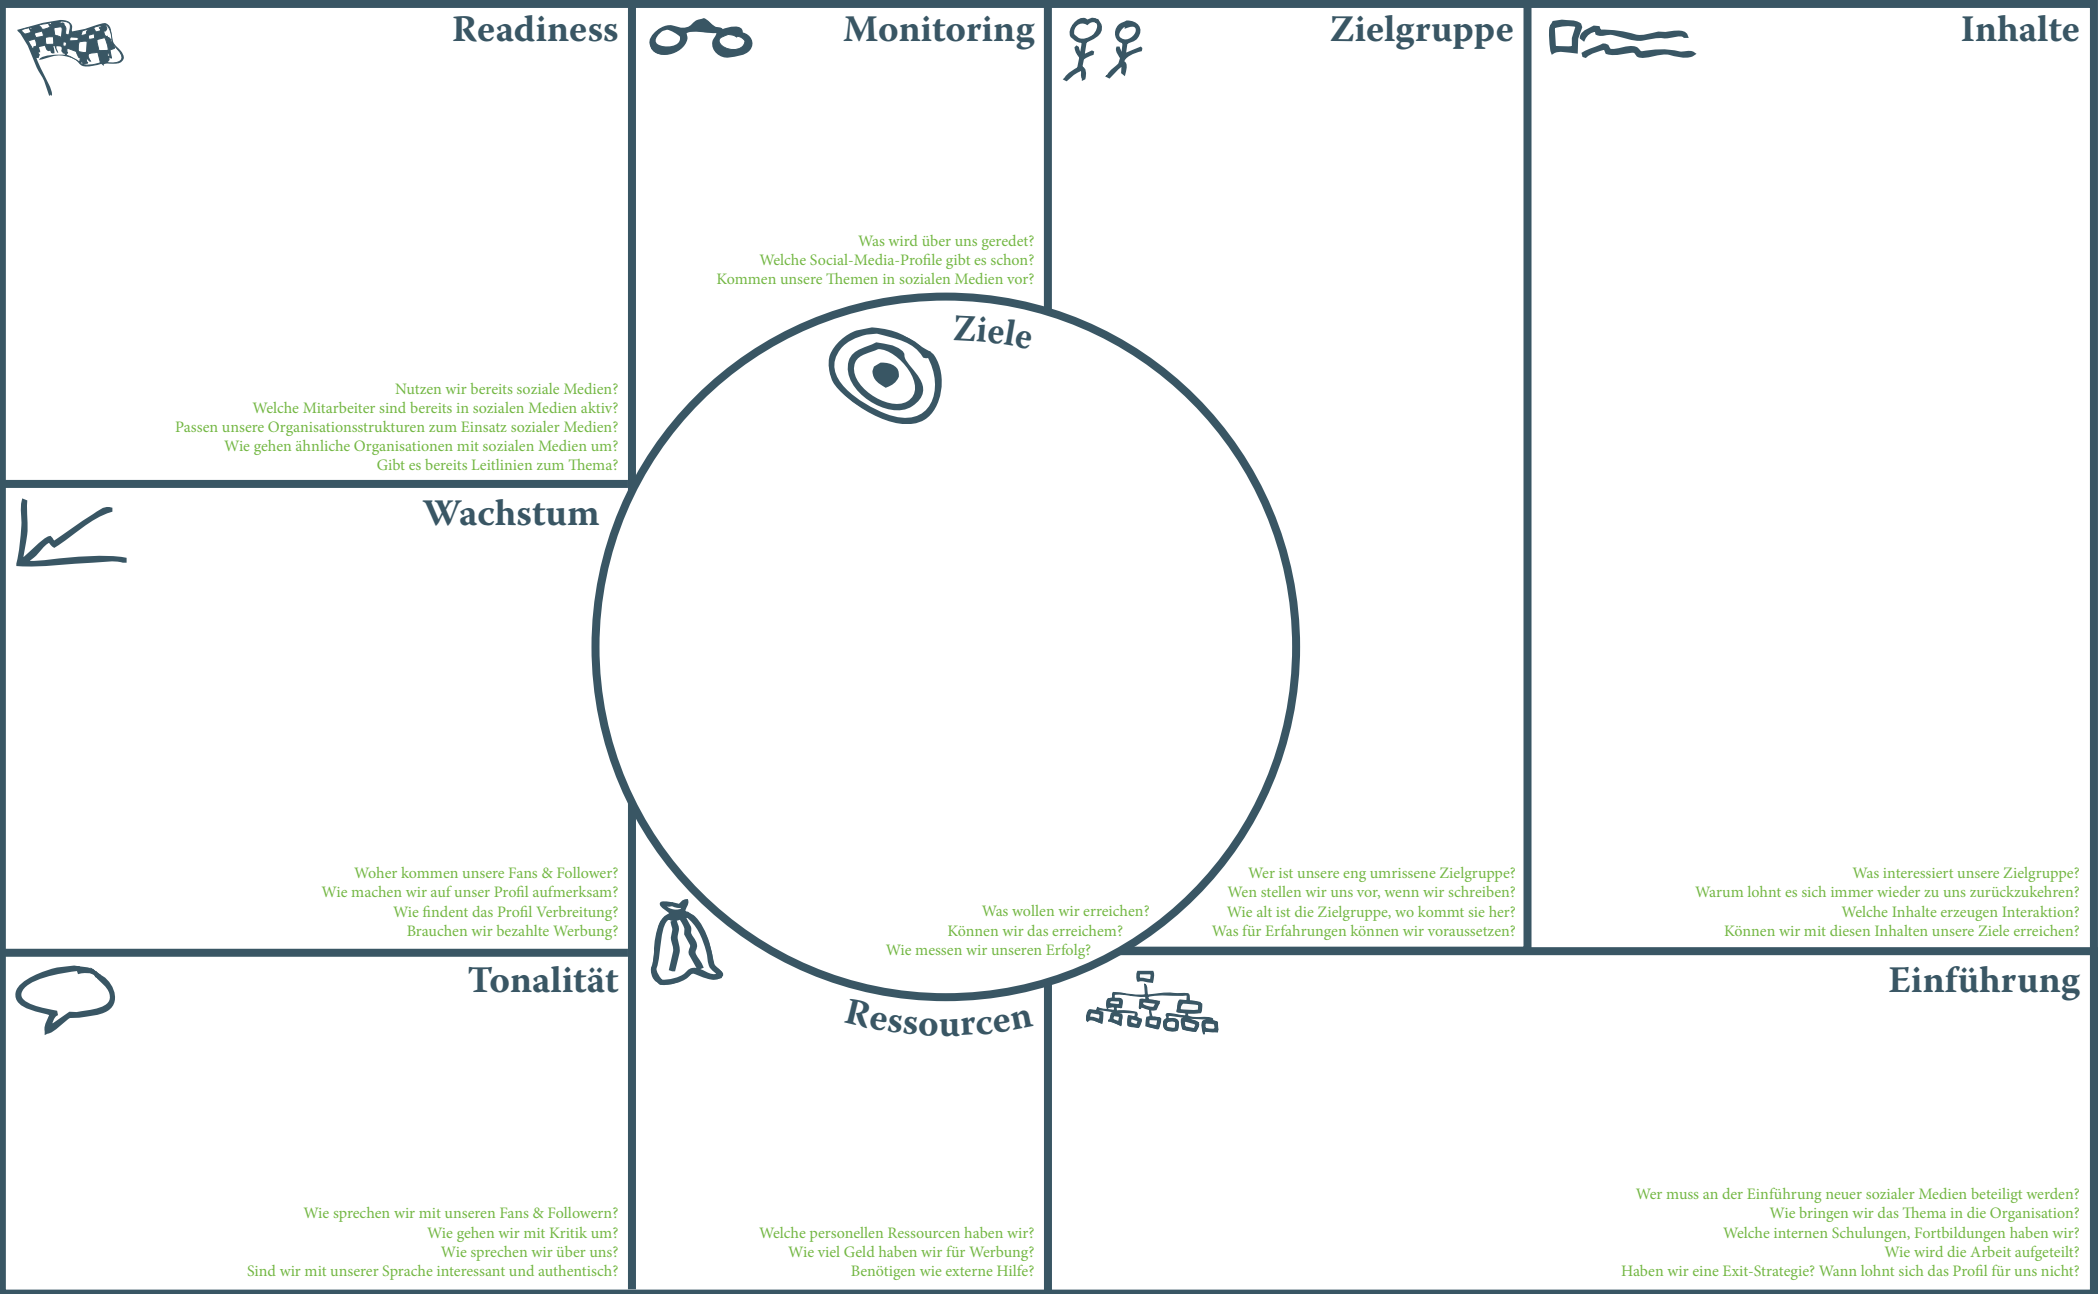 Readiness
Nutzen wir bereits soziale Medien?
Welche Mitarbeiter sind bereits in sozialen Medien aktiv?
Passen unsere Organisationsstrukturen zum Einsatz sozialer Medien?
Wie gehen ähnliche Organisationen mit sozialen Medien um?
Gibt es bereits Leitlinien zum Thema?
Monitoring
Was wird über uns geredet?
Welche Social-Media-Profile gibt es schon?
Kommen unsere Themen in sozialen Medien vor?
Zielgruppe
Wer ist unsere eng umrissene Zielgruppe?
Wen stellen wir uns vor, wenn wir schreiben?
Wie alt ist die Zielgruppe, wo kommt sie her?
Was für Erfahrungen können wir voraussetzen?
Inhalte
Was interessiert unsere Zielgruppe?
Warum lohnt es sich immer wieder zu uns zurückzukehren?
Welche Inhalte erzeugen Interaktion?
Können wir mit diesen Inhalten unsere Ziele erreichen?
Ziele
Was wollen wir erreichen?
Können wir das erreichem?
Wie messen wir unseren Erfolg?
Wachstum
Woher kommen unsere Fans & Follower?
Wie machen wir auf unser Profil aufmerksam?
Wie findent das Profil Verbreitung?
Brauchen wir bezahlte Werbung?
Tonalität
Wie sprechen wir mit unseren Fans & Followern?
Wie gehen wir mit Kritik um?
Wie sprechen wir über uns?
Sind wir mit unserer Sprache interessant und authentisch?
Ressourcen
Welche personellen Ressourcen haben wir?
Wie viel Geld haben wir für Werbung?
Benötigen wie externe Hilfe?
Einführung
Wer muss an der Einführung neuer sozialer Medien beteiligt werden?
Wie bringen wir das Thema in die Organisation?
Welche internen Schulungen, Fortbildungen haben wir?
Wie wird die Arbeit aufgeteilt?
Haben wir eine Exit-Strategie? Wann lohnt sich das Profil für uns nicht?